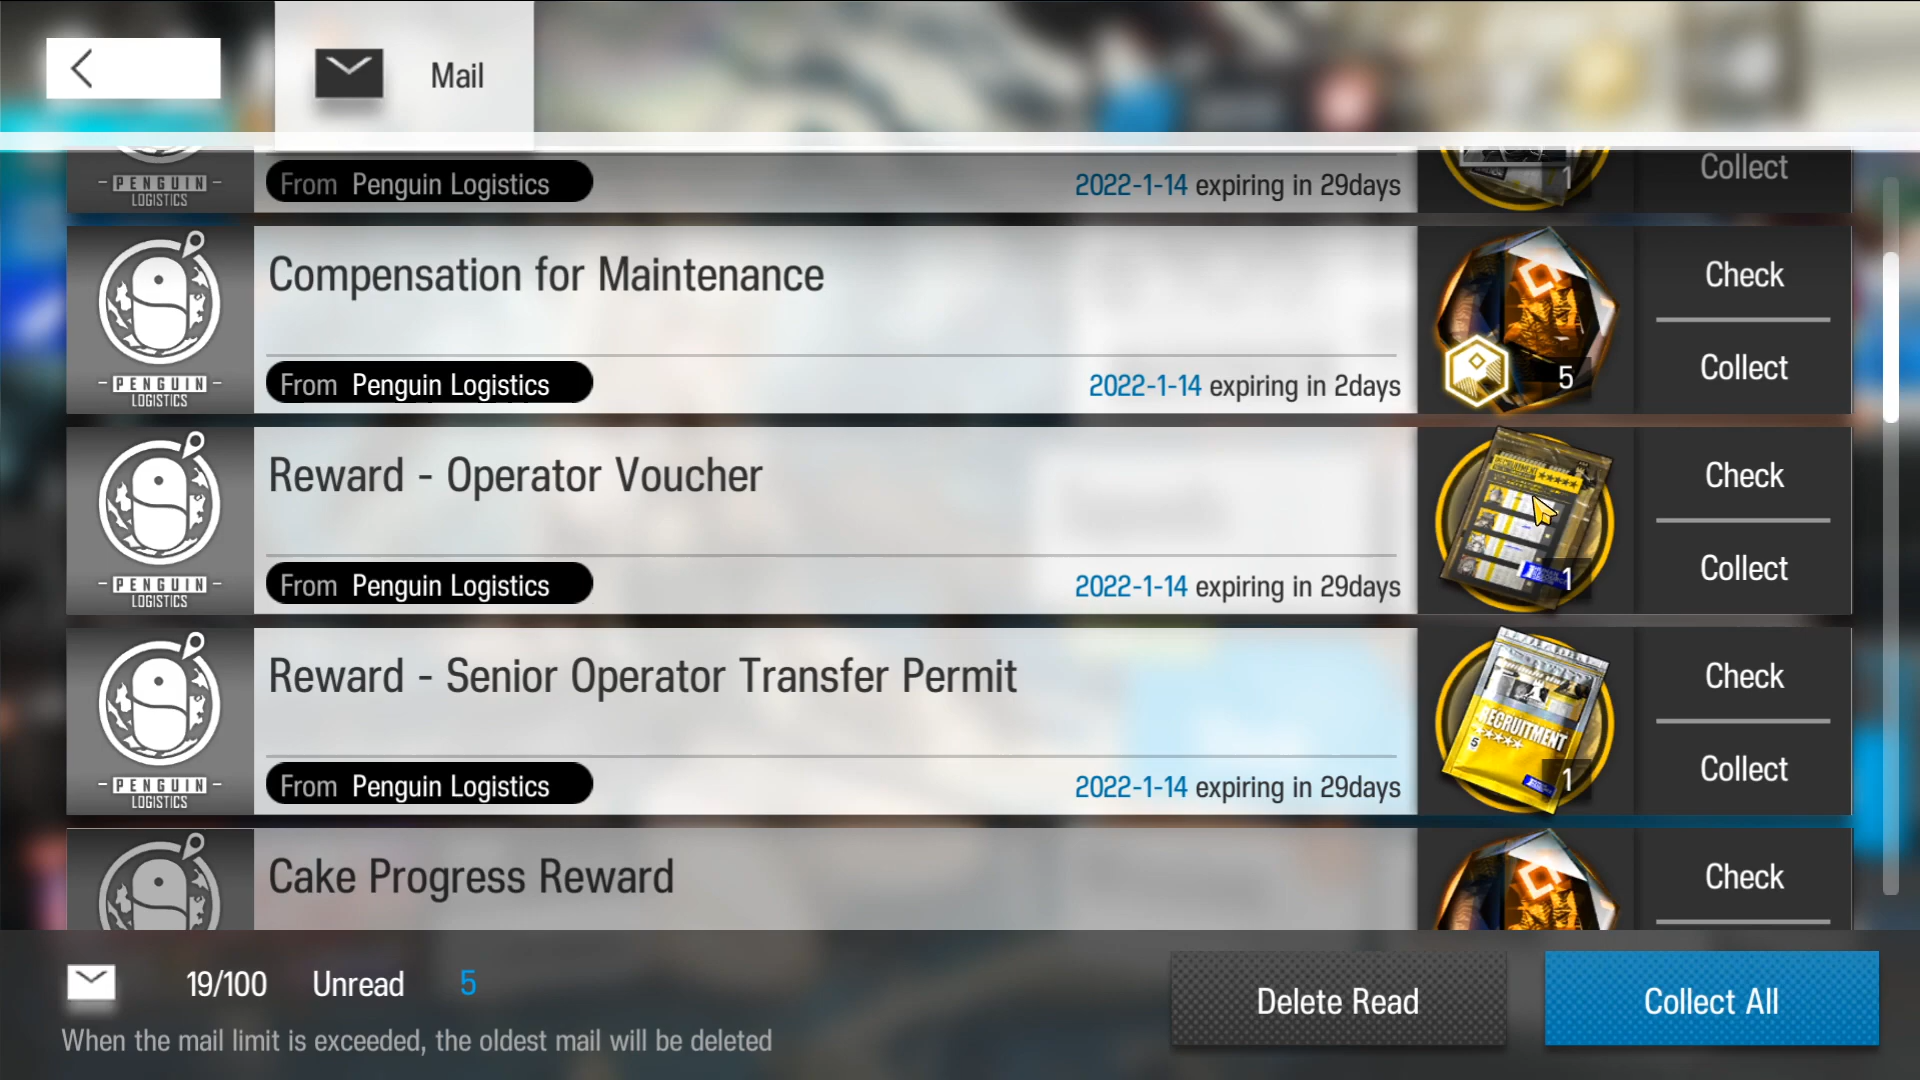 Mail
PENGUIN
LOGISTICS
From Penguin Logistics
2022-1-14 expiring in 29days
1
Collect
Compensation for Maintenance
PENGUIN
LOGISTICS
From Penguin Logistics
2022-1-14 expiring in 2days
5
Check
Collect
Reward - Operator Voucher
PENGUIN
LOGISTICS
From Penguin Logistics
2022-1-14 expiring in 29days
RECRUITMENT
1
Check
Collect
Reward - Senior Operator Transfer Permit
PENGUIN
LOGISTICS
From Penguin Logistics
2022-1-14 expiring in 29days
RECRUITMENT
5
1
Check
Collect
Cake Progress Reward
Check
19/100 Unread 5
When the mail limit is exceeded, the oldest mail will be deleted
Delete Read
Collect All